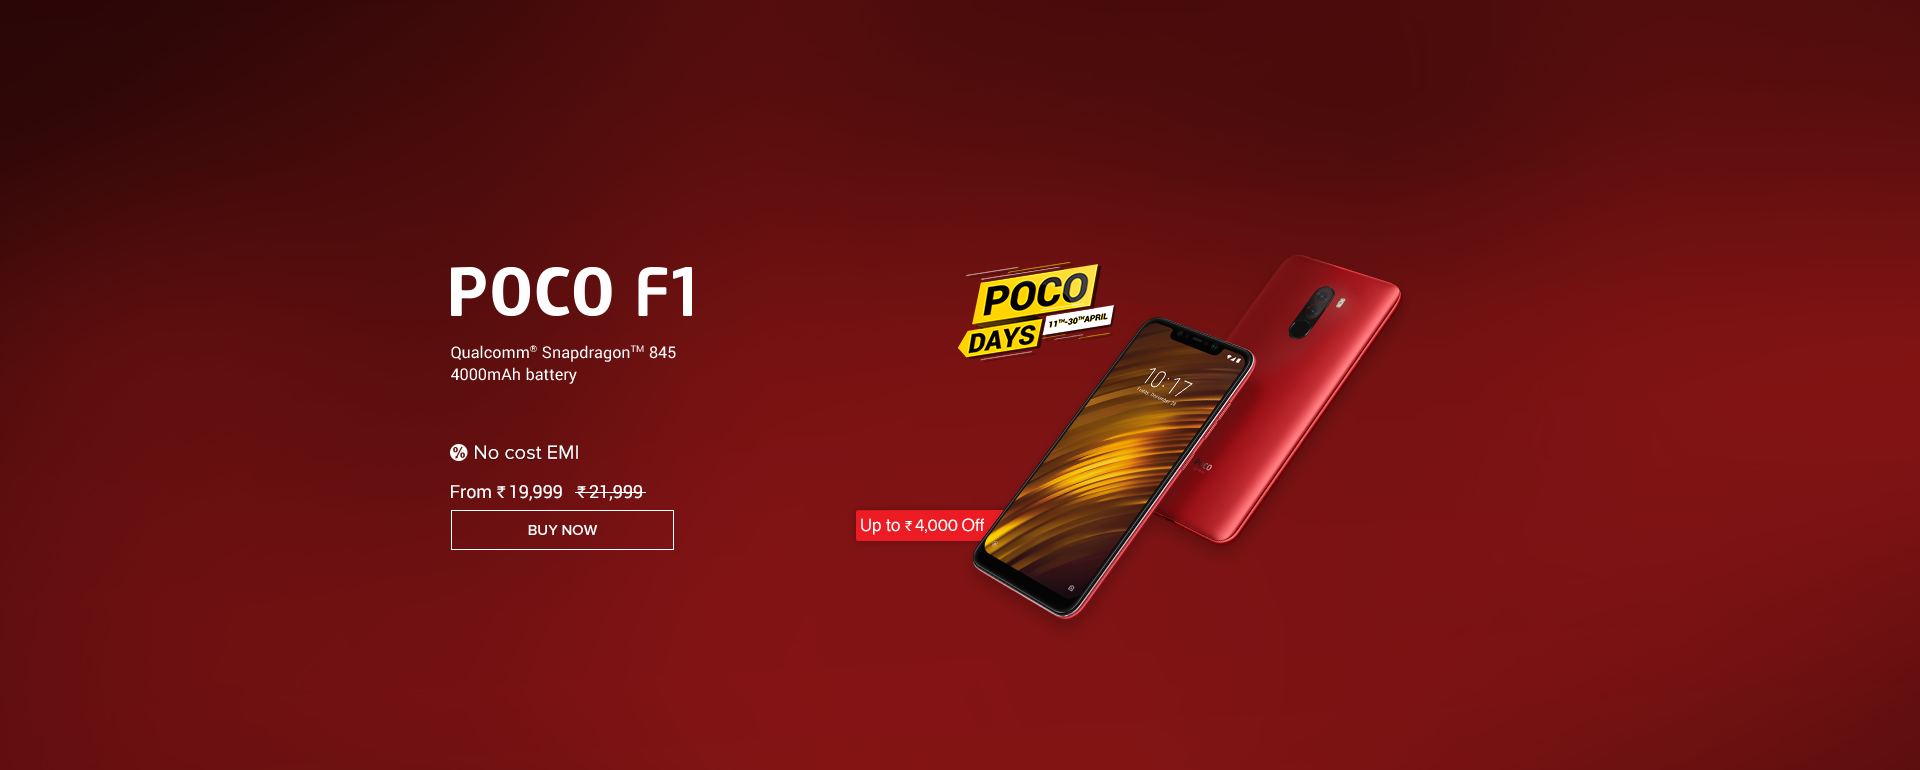 POCO F1
Qualcomm® Snapdragon™ 845
4000mAh battery
% No cost EMI
From ₹ 19,999 ₹ 21,999
BUY NOW
POCO
DAYS 11TH-30TH APRIL
Up to ₹ 4,000 Off
10:17
POCO